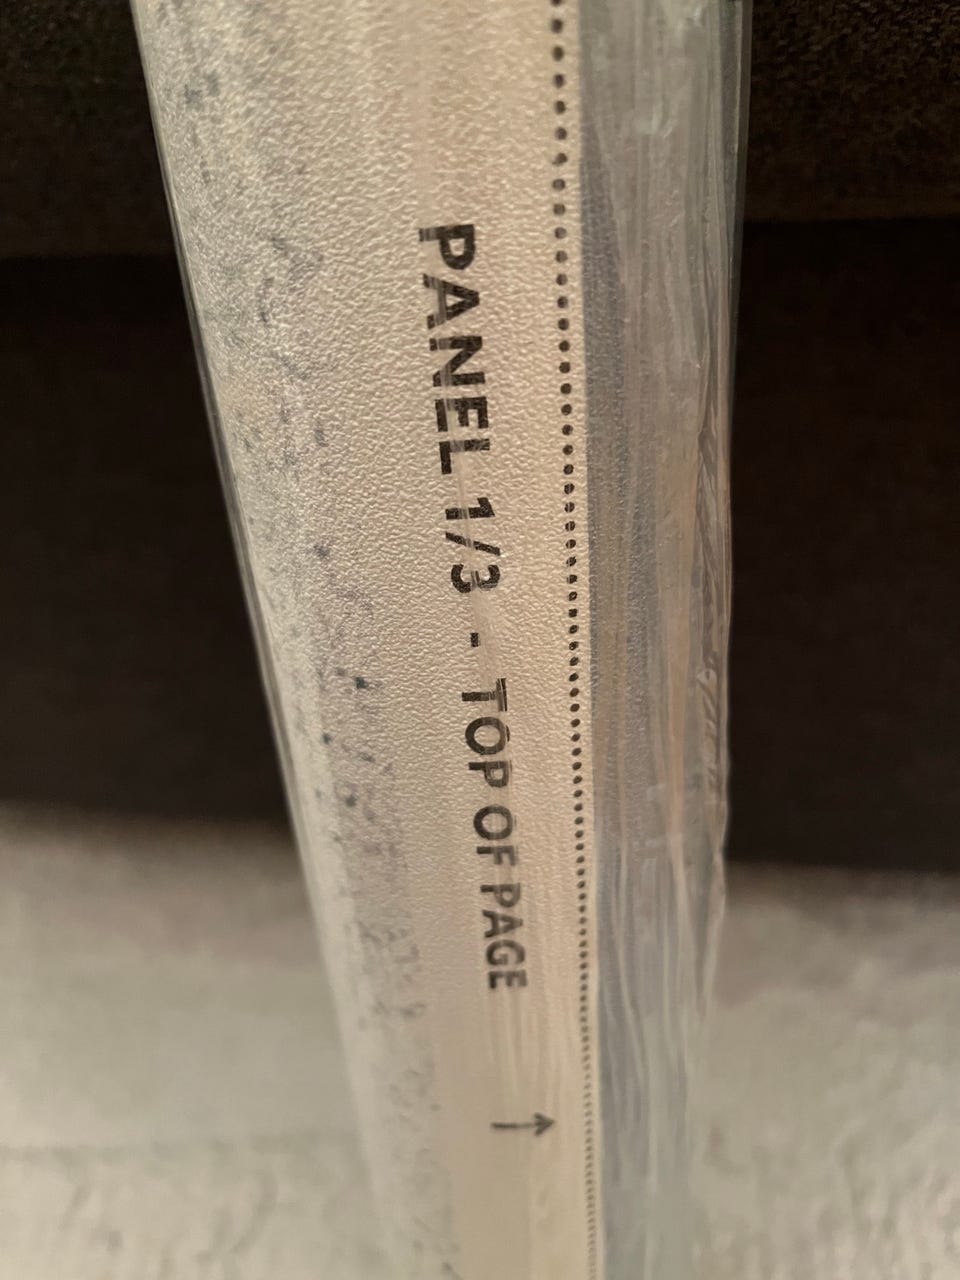 PANEL 1/3 - TOP OF PAGE ↑